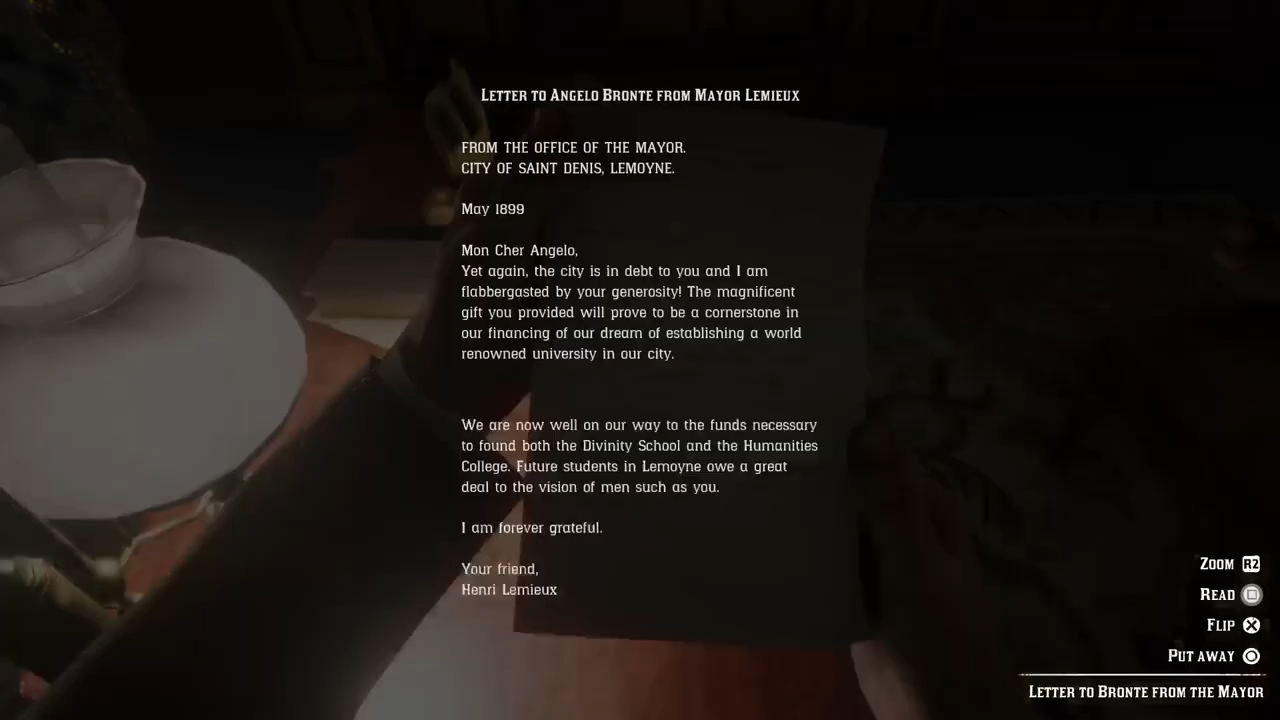 Letter to Angelo Bronte from Mayor Lemieux
FROM THE OFFICE OF THE MAYOR.
CITY OF SAINT DENIS, LEMOYNE.
May 1899
Mon Cher Angelo,
Yet again, the city is in debt to you and I am
flabbergasted by your generosity! The magnificent
gift you provided will prove to be a cornerstone in
our financing of our dream of establishing a world
renowned university in our city.
We are now well on our way to the funds necessary
to found both the Divinity School and the Humanities
College. Future students in Lemoyne owe a great
deal to the vision of men such as you.
I am forever grateful.
Your friend,
Henri Lemieux
Zoom R2
Read
Flip
Put away
Letter to Bronte from the Mayor